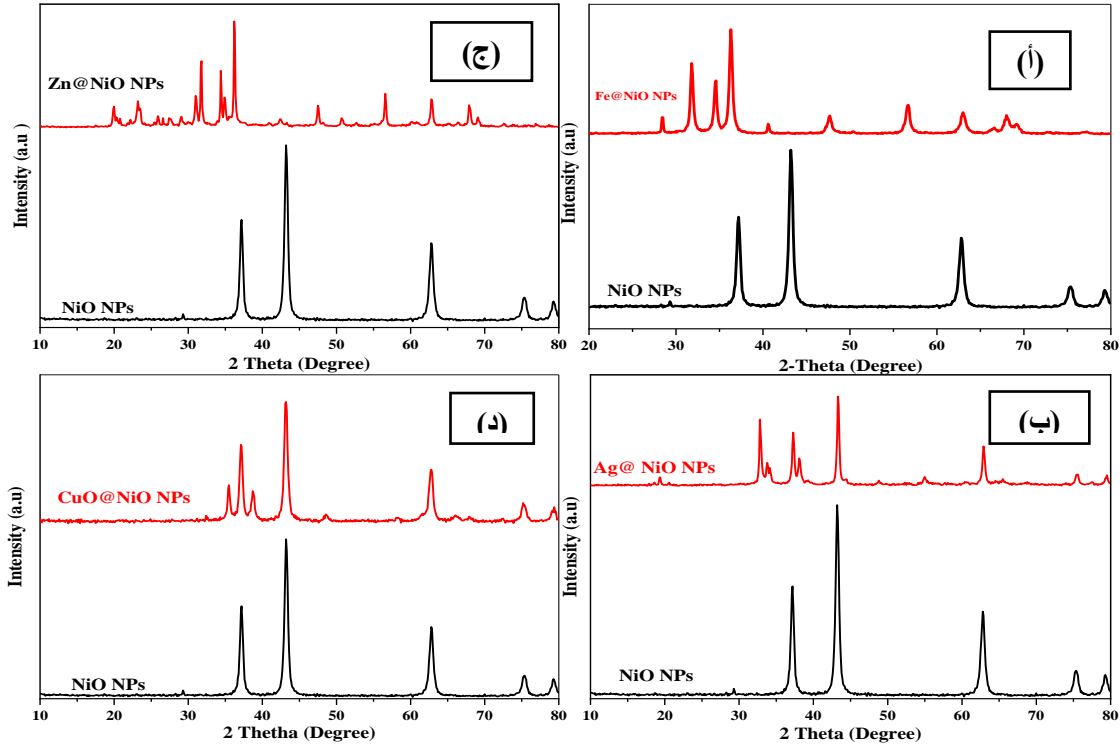 (ج)
Zn@NiO NPs
NiO NPs
Intensity (a.u)
10 20 30 40 50 60 70 80
2 Theta (Degree)
(أ)
Fe@NiO NPs
NiO NPs
Intensity (a.u)
20 30 40 50 60 70 80
2-Theta (Degree)
(د)
CuO@NiO NPs
NiO NPs
Intensity (a.u)
10 20 30 40 50 60 70 80
2 Thetha (Degree)
(ب)
Ag@ NiO NPs
NiO NPs
Intensity (a.u
10 20 30 40 50 60 70 80
2 Theta (Degree)